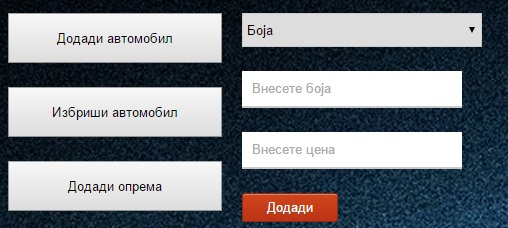 Додади автомобил
Избриши автомобил
Додади опрема
Боја
Внесете боја
Внесете цена
Додади